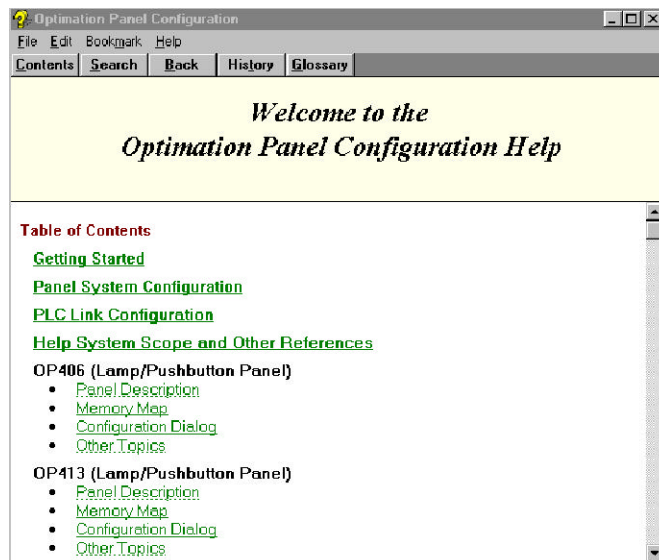 Optimation Panel Configuration
File Edit Bookmark Help
Contents Search Back History Glossary
Welcome to the
Optimation Panel Configuration Help
Table of Contents
Getting Started
Panel System Configuration
PLC Link Configuration
Help System Scope and Other References
OP406 (Lamp/Pushbutton Panel)
• Panel Description
• Memory Map
• Configuration Dialog
• Other Topics
OP413 (Lamp/Pushbutton Panel)
• Panel Description
• Memory Map
• Configuration Dialog
• Other Topics